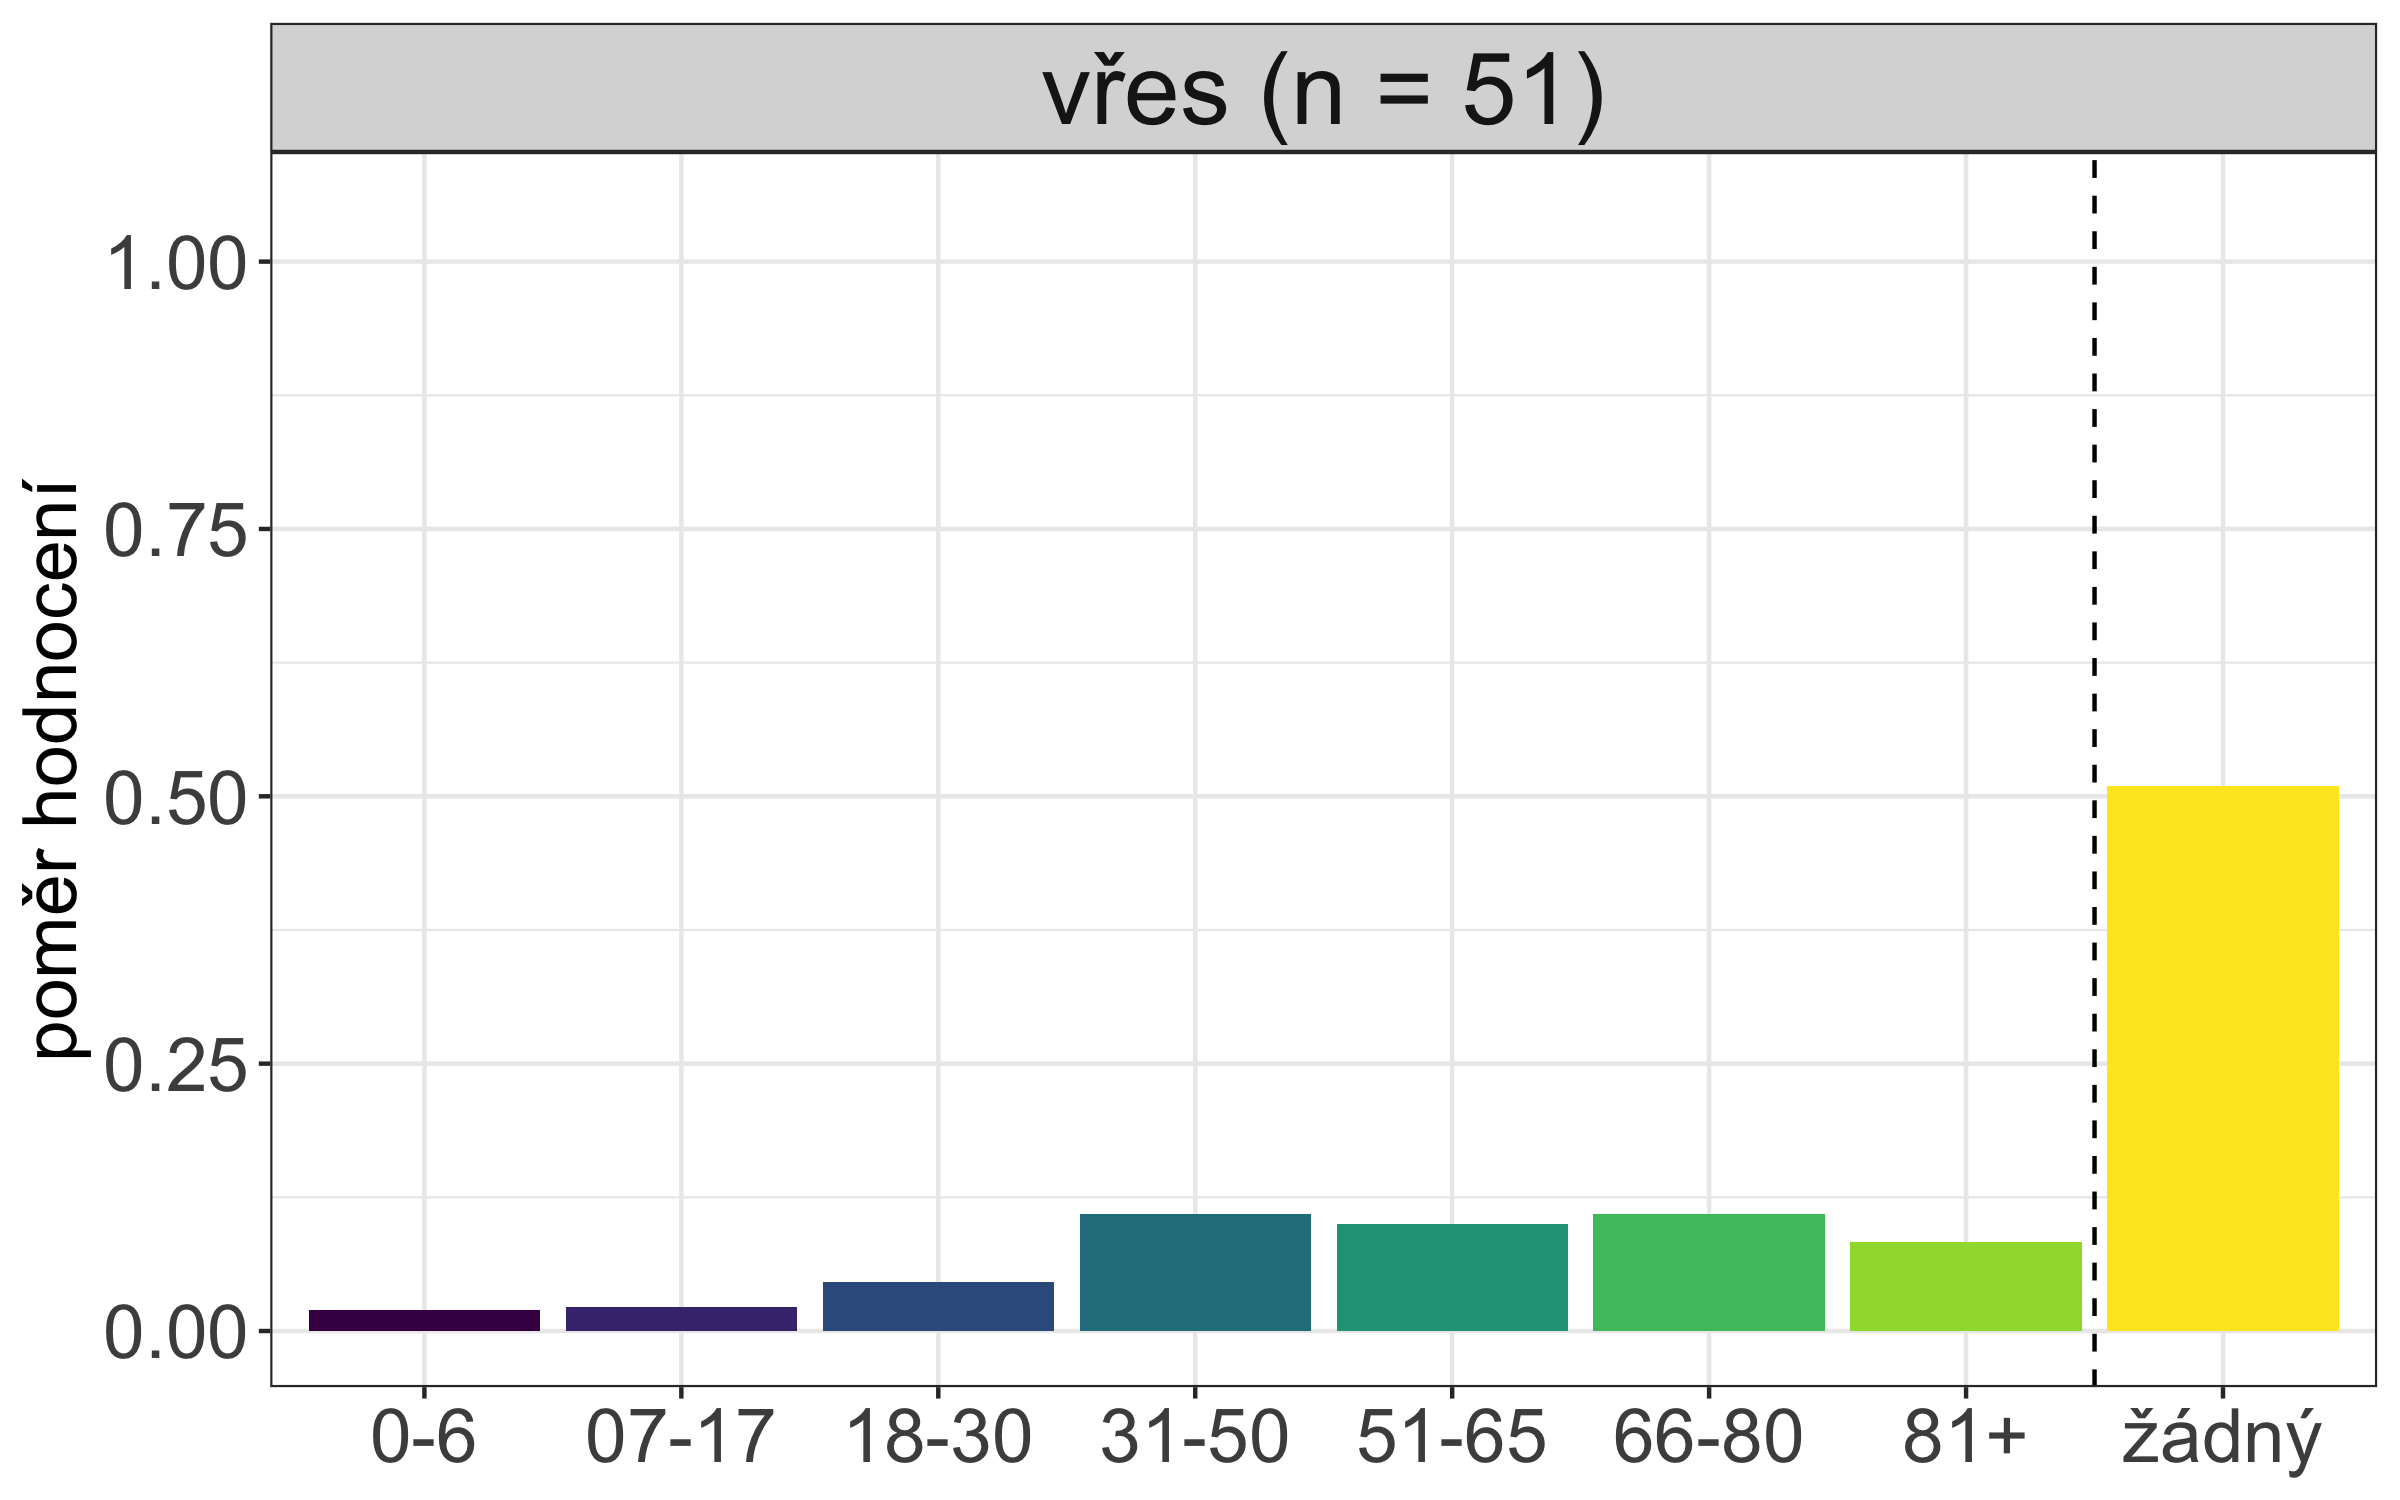 vřes (n = 51)
poměr hodnocení
1.00
0.75
0.50
0.25
0.00
0-6 07-17 18-30 31-50 51-65 66-80 81+ žádný